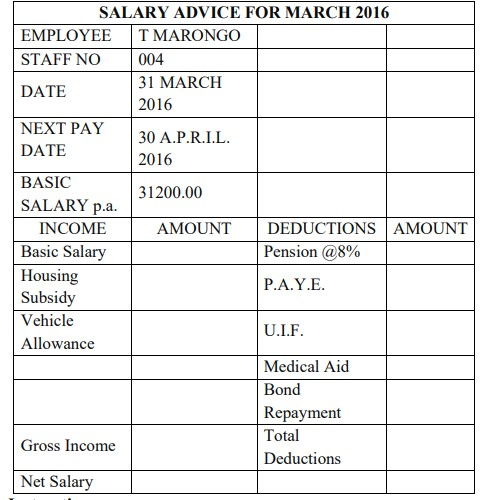 SALARY ADVICE FOR MARCH 2016
EMPLOYEE T MARONGO
STAFF NO 004
DATE 31 MARCH
2016
NEXT PAY
DATE 30 A.P.R.I.L.
2016
BASIC
SALARY p.a. 31200.00
INCOME AMOUNT DEDUCTIONS AMOUNT
Basic Salary Pension @8%
Housing
Subsidy P.A.Y.E.
Vehicle
Allowance U.I.F.
Medical Aid
Bond
Repayment
Gross Income Total
Deductions
Net Salary